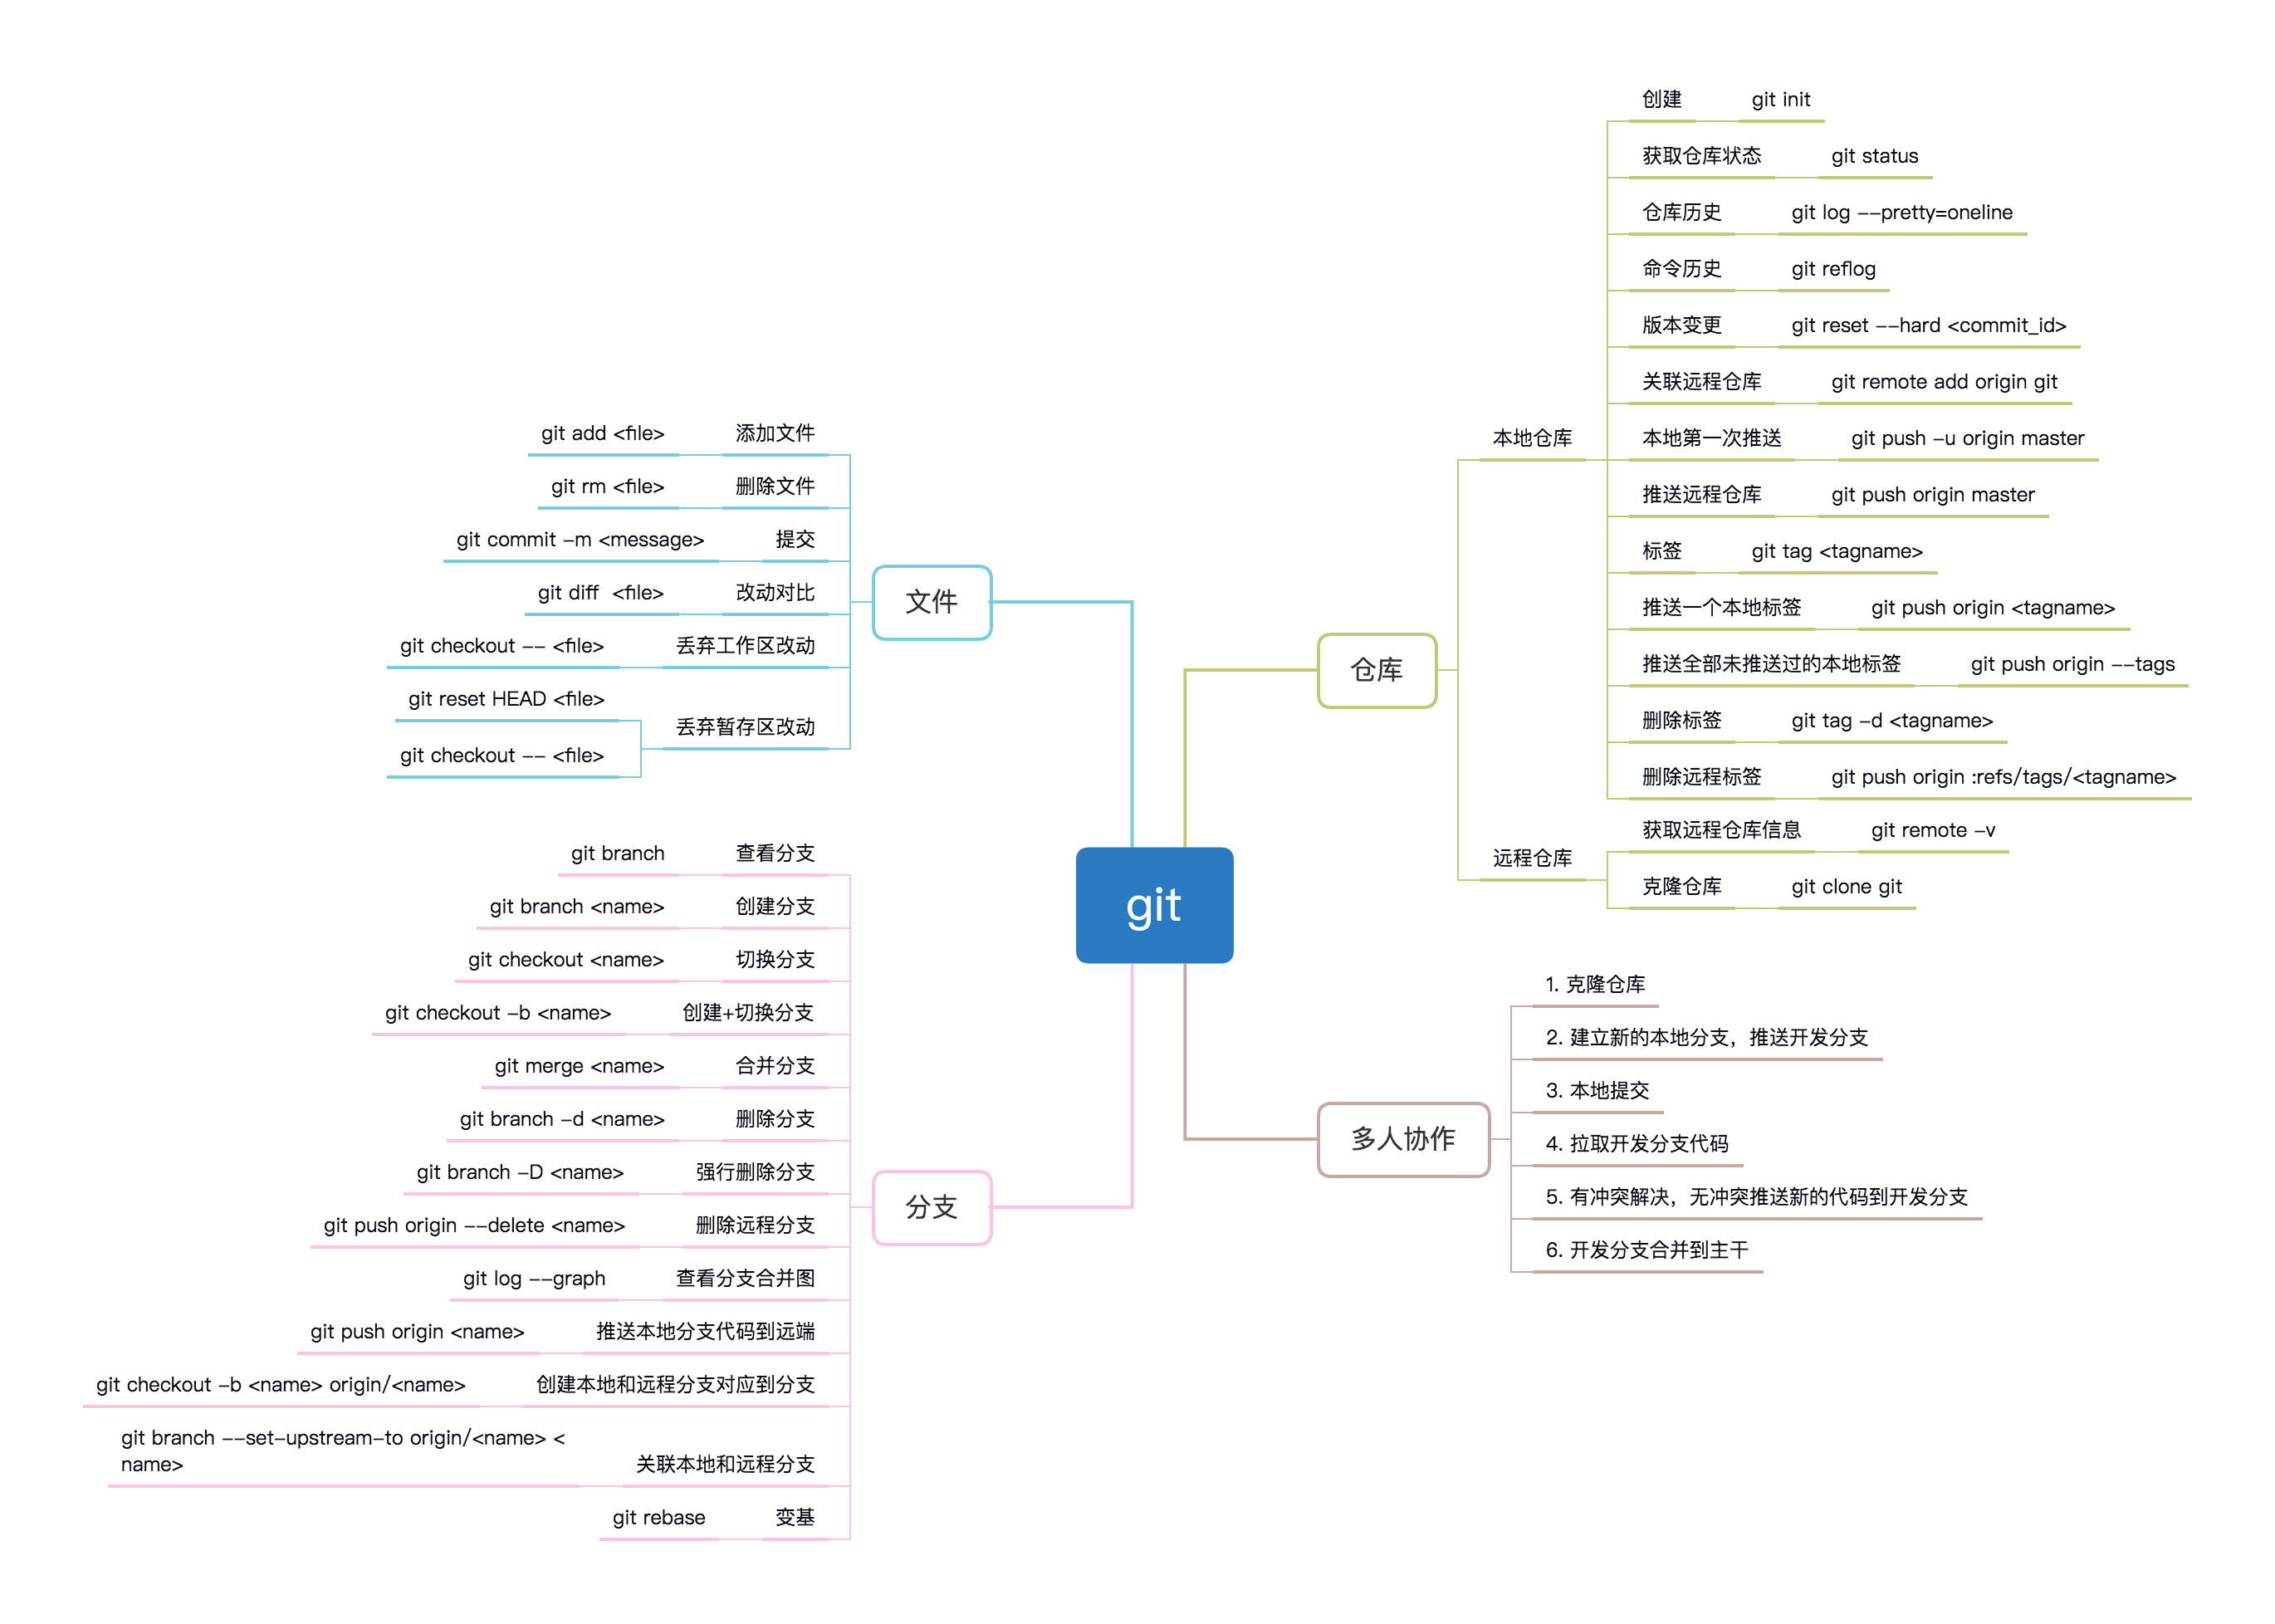 git
仓库
本地仓库
创建 git init
获取仓库状态 git status
仓库历史 git log --pretty=oneline
命令历史 git reflog
版本变更 git reset --hard <commit_id>
关联远程仓库 git remote add origin git
本地第一次推送 git push -u origin master
推送远程仓库 git push origin master
标签 git tag <tagname>
推送一个本地标签 git push origin <tagname>
推送全部未推送过的本地标签 git push origin --tags
删除标签 git tag -d <tagname>
删除远程标签 git push origin :refs/tags/<tagname>
远程仓库
获取远程仓库信息 git remote -v
克隆仓库 git clone git
多人协作
1. 克隆仓库
2. 建立新的本地分支，推送开发分支
3. 本地提交
4. 拉取开发分支代码
5. 有冲突解决，无冲突推送新的代码到开发分支
6. 开发分支合并到主干
文件
git add <file> 添加文件
git rm <file> 删除文件
git commit -m <message> 提交
git diff  <file> 改动对比
git checkout -- <file> 丢弃工作区改动
git reset HEAD <file>
丢弃暂存区改动
git checkout -- <file>
分支
git branch 查看分支
git branch <name> 创建分支
git checkout <name> 切换分支
git checkout -b <name> 创建+切换分支
git merge <name> 合并分支
git branch -d <name> 删除分支
git branch -D <name> 强行删除分支
git push origin --delete <name> 删除远程分支
git log --graph 查看分支合并图
git push origin <name> 推送本地分支代码到远端
git checkout -b <name> origin/<name> 创建本地和远程分支对应到分支
git branch --set-upstream-to origin/<name> <
name> 关联本地和远程分支
git rebase 变基